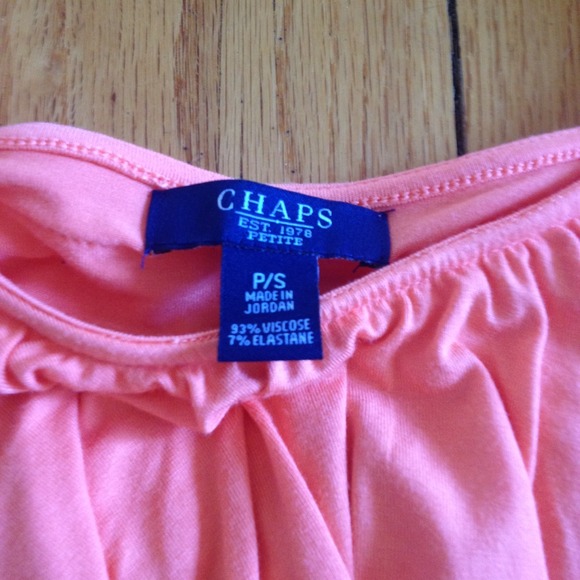 CHAPS
EST. 1978
PETITE
P/S
MADE IN
JORDAN
93% VISCOSE
7% ELASTANE